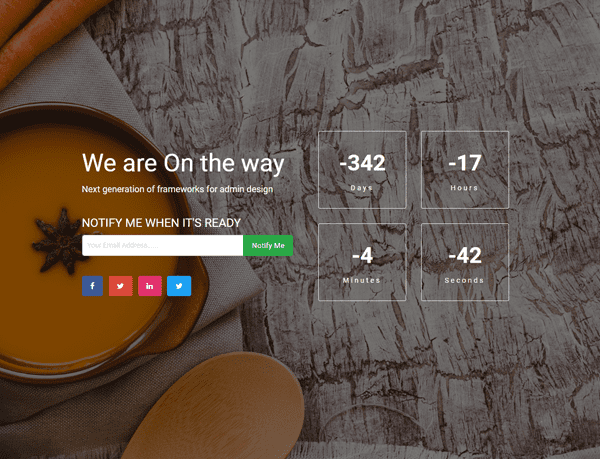 We are On the way
Next generation of frameworks for admin design
NOTIFY ME WHEN IT'S READY
Your Email Address.....
Notify Me
-342
Days
-17
Hours
-4
Minutes
-42
Seconds